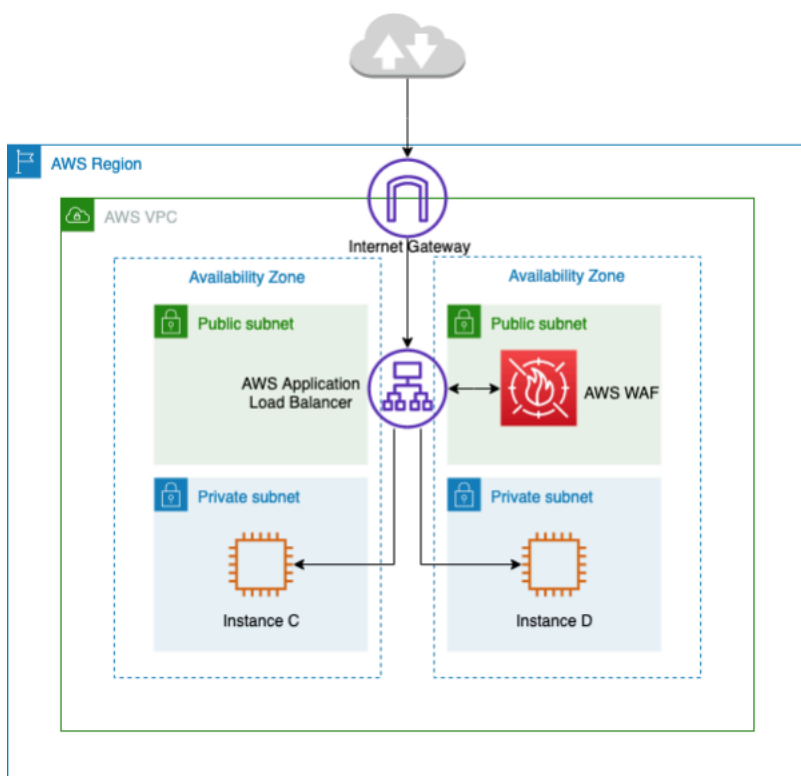 AWS Region
AWS VPC
Internet Gateway
Availability Zone
Availability Zone
Public subnet
Public subnet
AWS Application
Load Balancer
AWS WAF
Private subnet
Private subnet
Instance C
Instance D